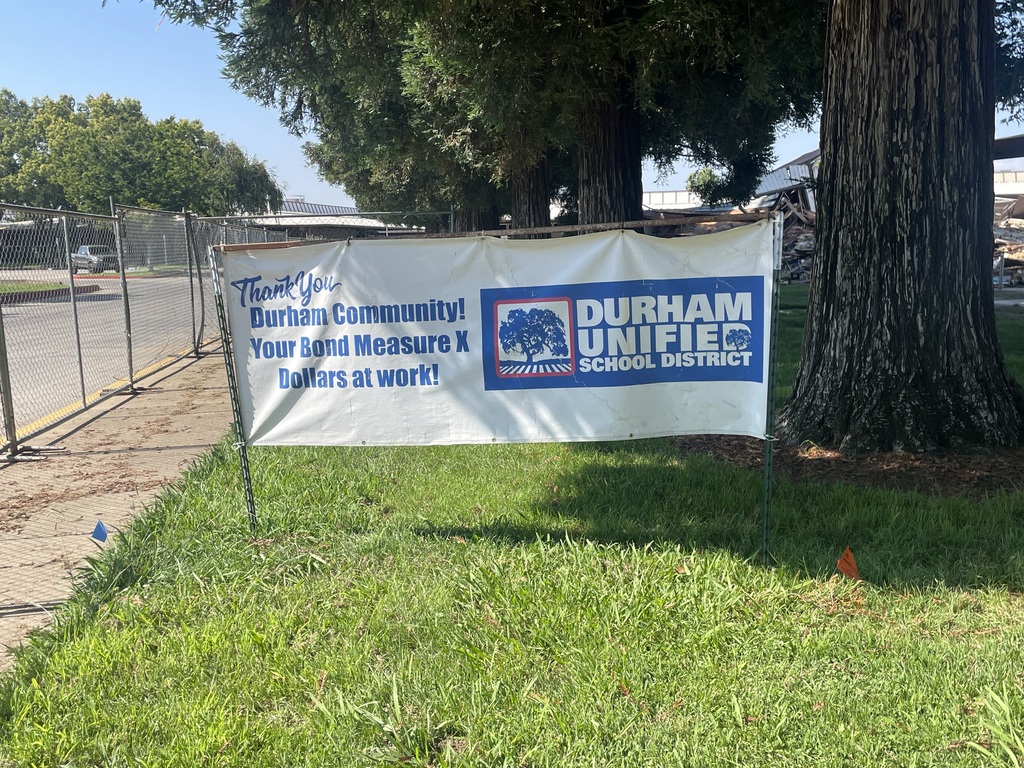 Thank You
Durham Community!
Your Bond Measure X
Dollars at work!
DURHAM
UNIFIED
SCHOOL DISTRICT